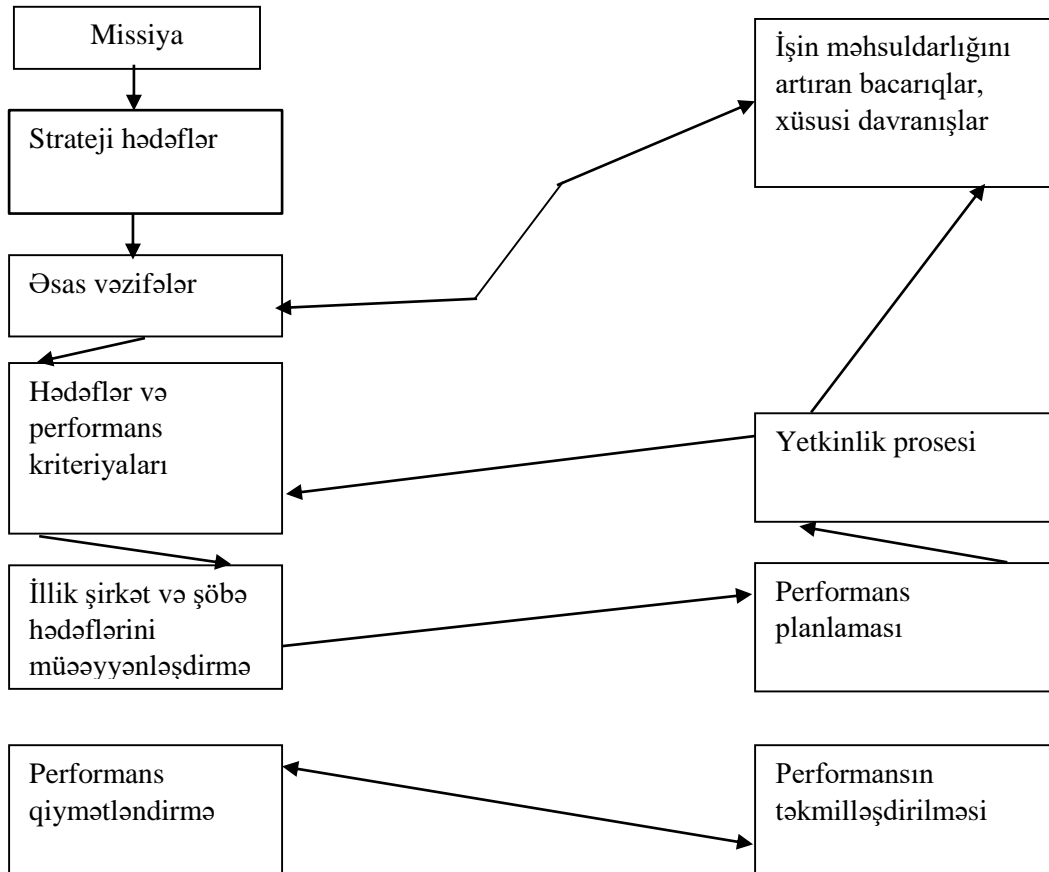 Missiya
Strateji hədəflər
Əsas vəzifələr
Hədəflər və
performans
kriteriyaları
İllik şirkət və şöbə
hədəflərini
müəəyyənləşdirmə
Performans
qiymətləndirmə
İşin məhsuldarlığını
artıran bacarıqlar,
xüsusi davranışlar
Yetkinlik prosesi
Performans
planlaması
Performansın
təkmilləşdirilməsi